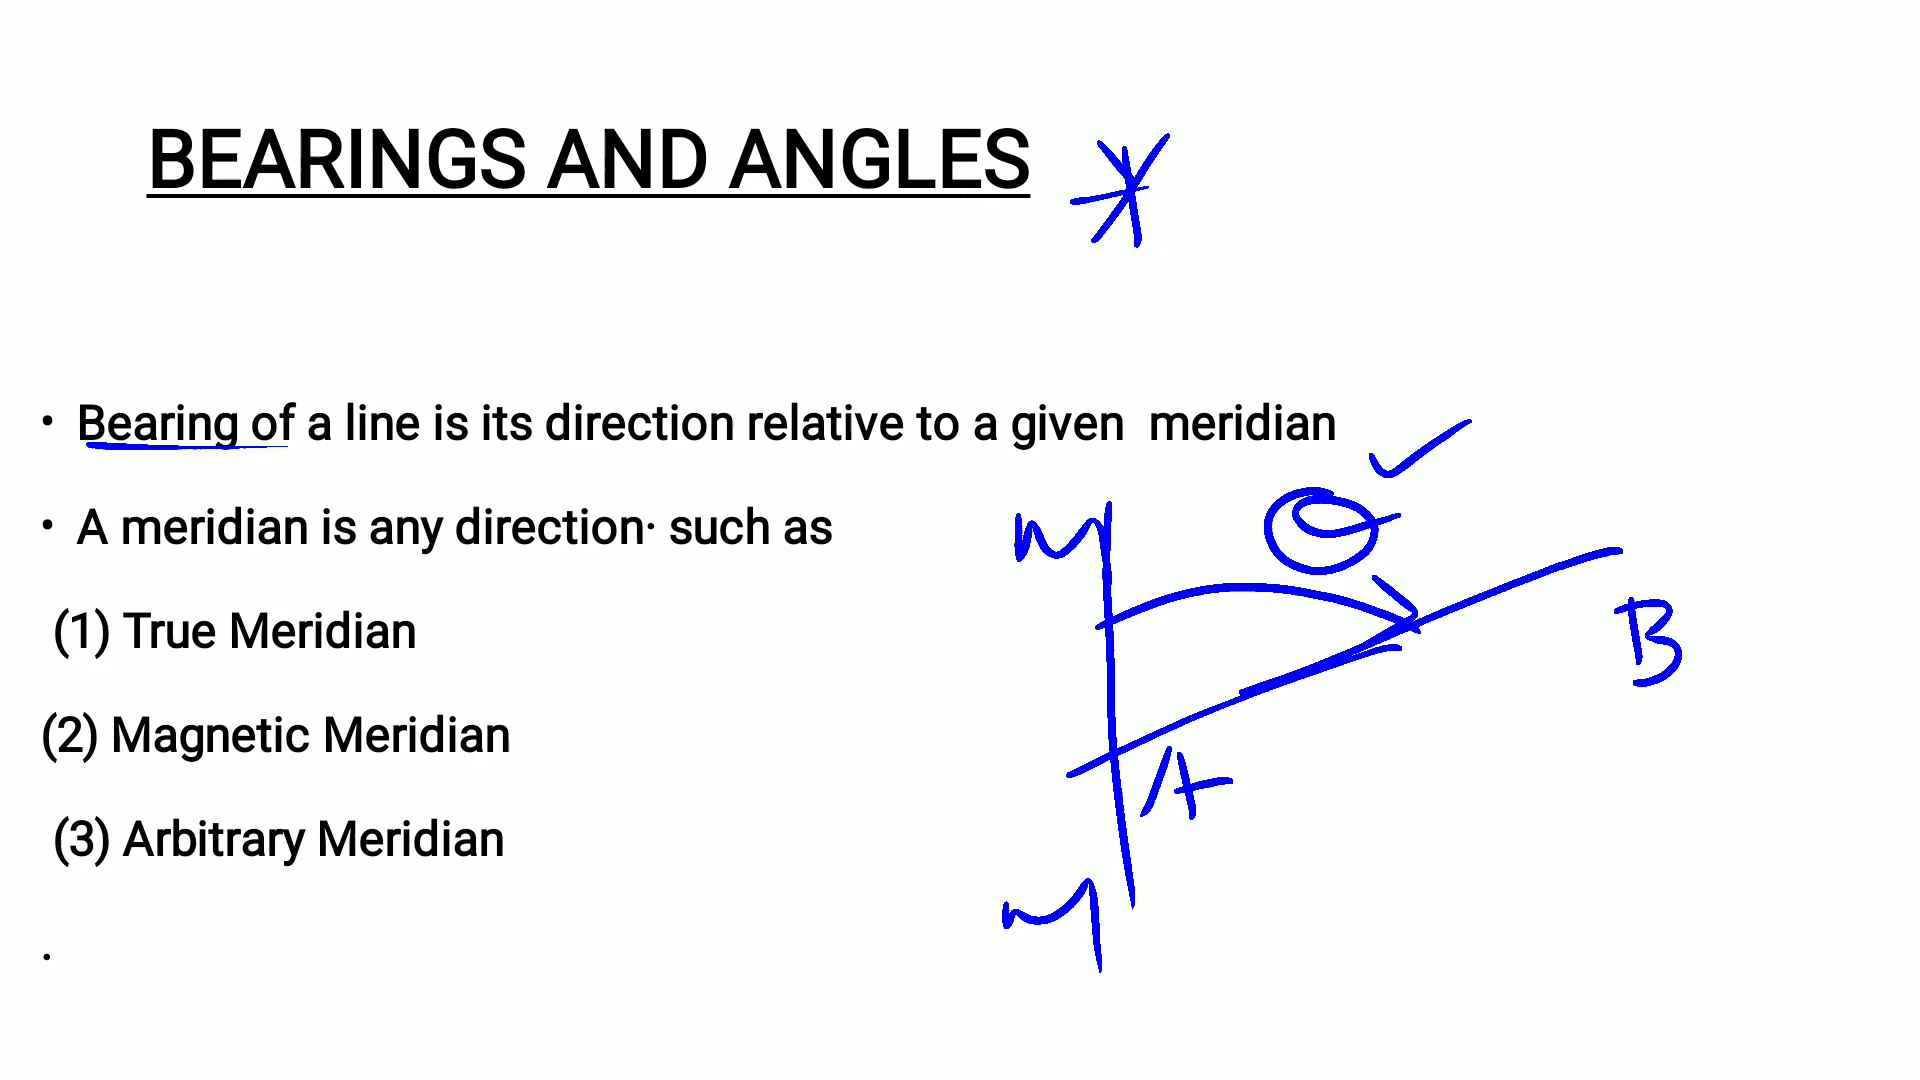 BEARINGS AND ANGLES
• Bearing of a line is its direction relative to a given meridian
• A meridian is any direction· such as
(1) True Meridian
(2) Magnetic Meridian
(3) Arbitrary Meridian
.
m
θ
B
A
m